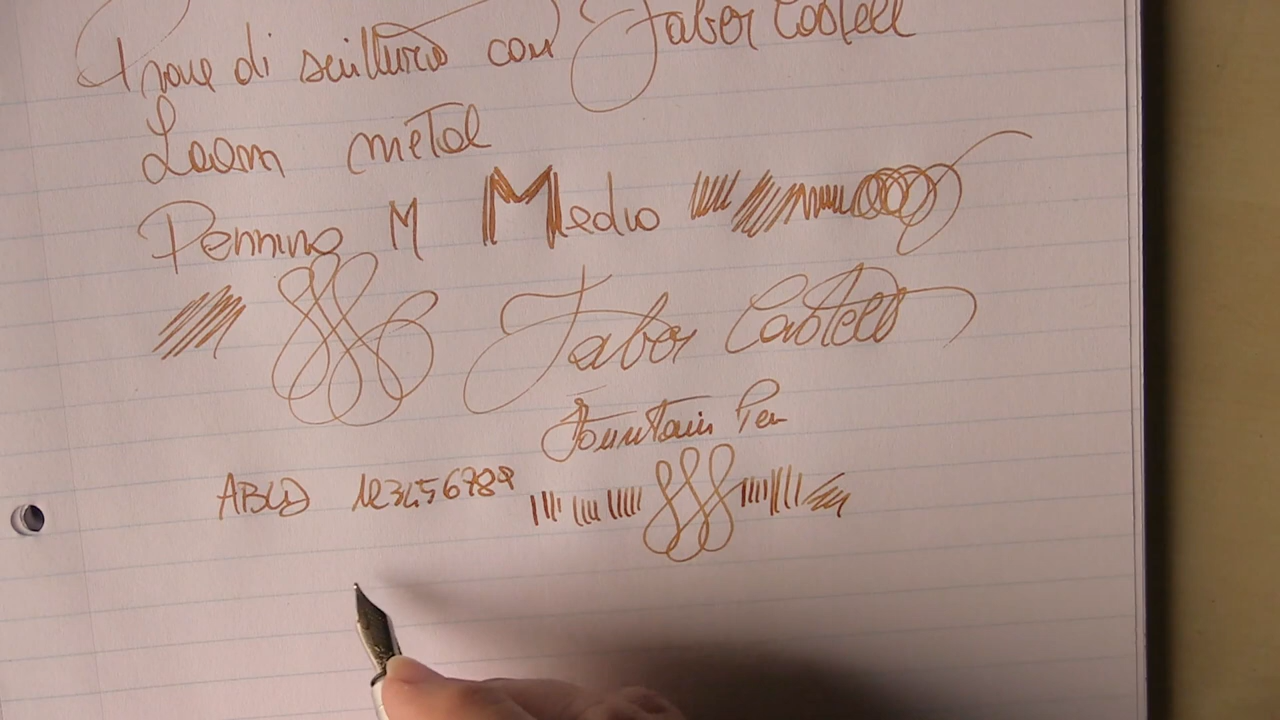 Prove di scrittura con Faber Castell
Loom metal
Pennino M Medio
Faber Castell
Fountain Pen
ABCD 123456789